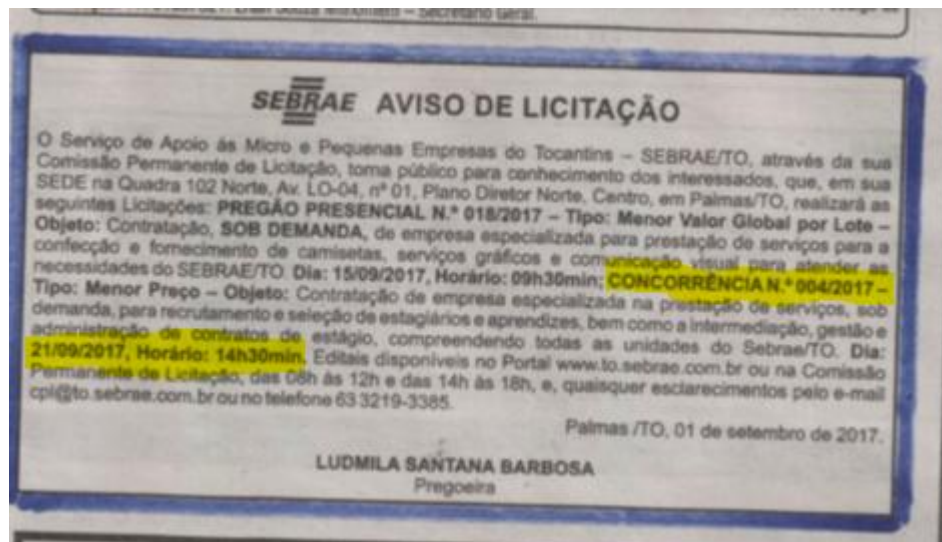 Secretário Geral.
SEBRAE AVISO DE LICITAÇÃO
O Serviço de Apoio às Micro e Pequenas Empresas do Tocantins – SEBRAE/TO, através da sua
Comissão Permanente de Licitação, torna público para conhecimento dos interessados, que, em sua
SEDE na Quadra 102 Norte, Av. LO-04, nº 01, Plano Diretor Norte, Centro, em Palmas/TO, realizará as
seguintes Licitações: PREGÃO PRESENCIAL N.º 018/2017 – Tipo: Menor Valor Global por Lote –
Objeto: Contratação, SOB DEMANDA, de empresa especializada para prestação de serviços para a
confecção e fornecimento de camisetas, serviços gráficos e comunicação visual para atender as
necessidades do SEBRAE/TO. Dia: 15/09/2017, Horário: 09h30min; CONCORRÊNCIA N.º 004/2017 –
Tipo: Menor Preço – Objeto: Contratação de empresa especializada na prestação de serviços, sob
demanda, para recrutamento e seleção de estagiários e aprendizes, bem como a intermediação, gestão e
administração de contratos de estágio, compreendendo todas as unidades do Sebrae/TO. Dia:
21/09/2017, Horário: 14h30min. Editais disponíveis no Portal www.to.sebrae.com.br ou na Comissão
Permanente de Licitação, das 08h às 12h e das 14h às 18h, e, quaisquer esclarecimentos pelo e-mail
cpl@to.sebrae.com.br ou no telefone 63 3219-3385.
Palmas /TO, 01 de setembro de 2017.
LUDMILA SANTANA BARBOSA
Pregoeira